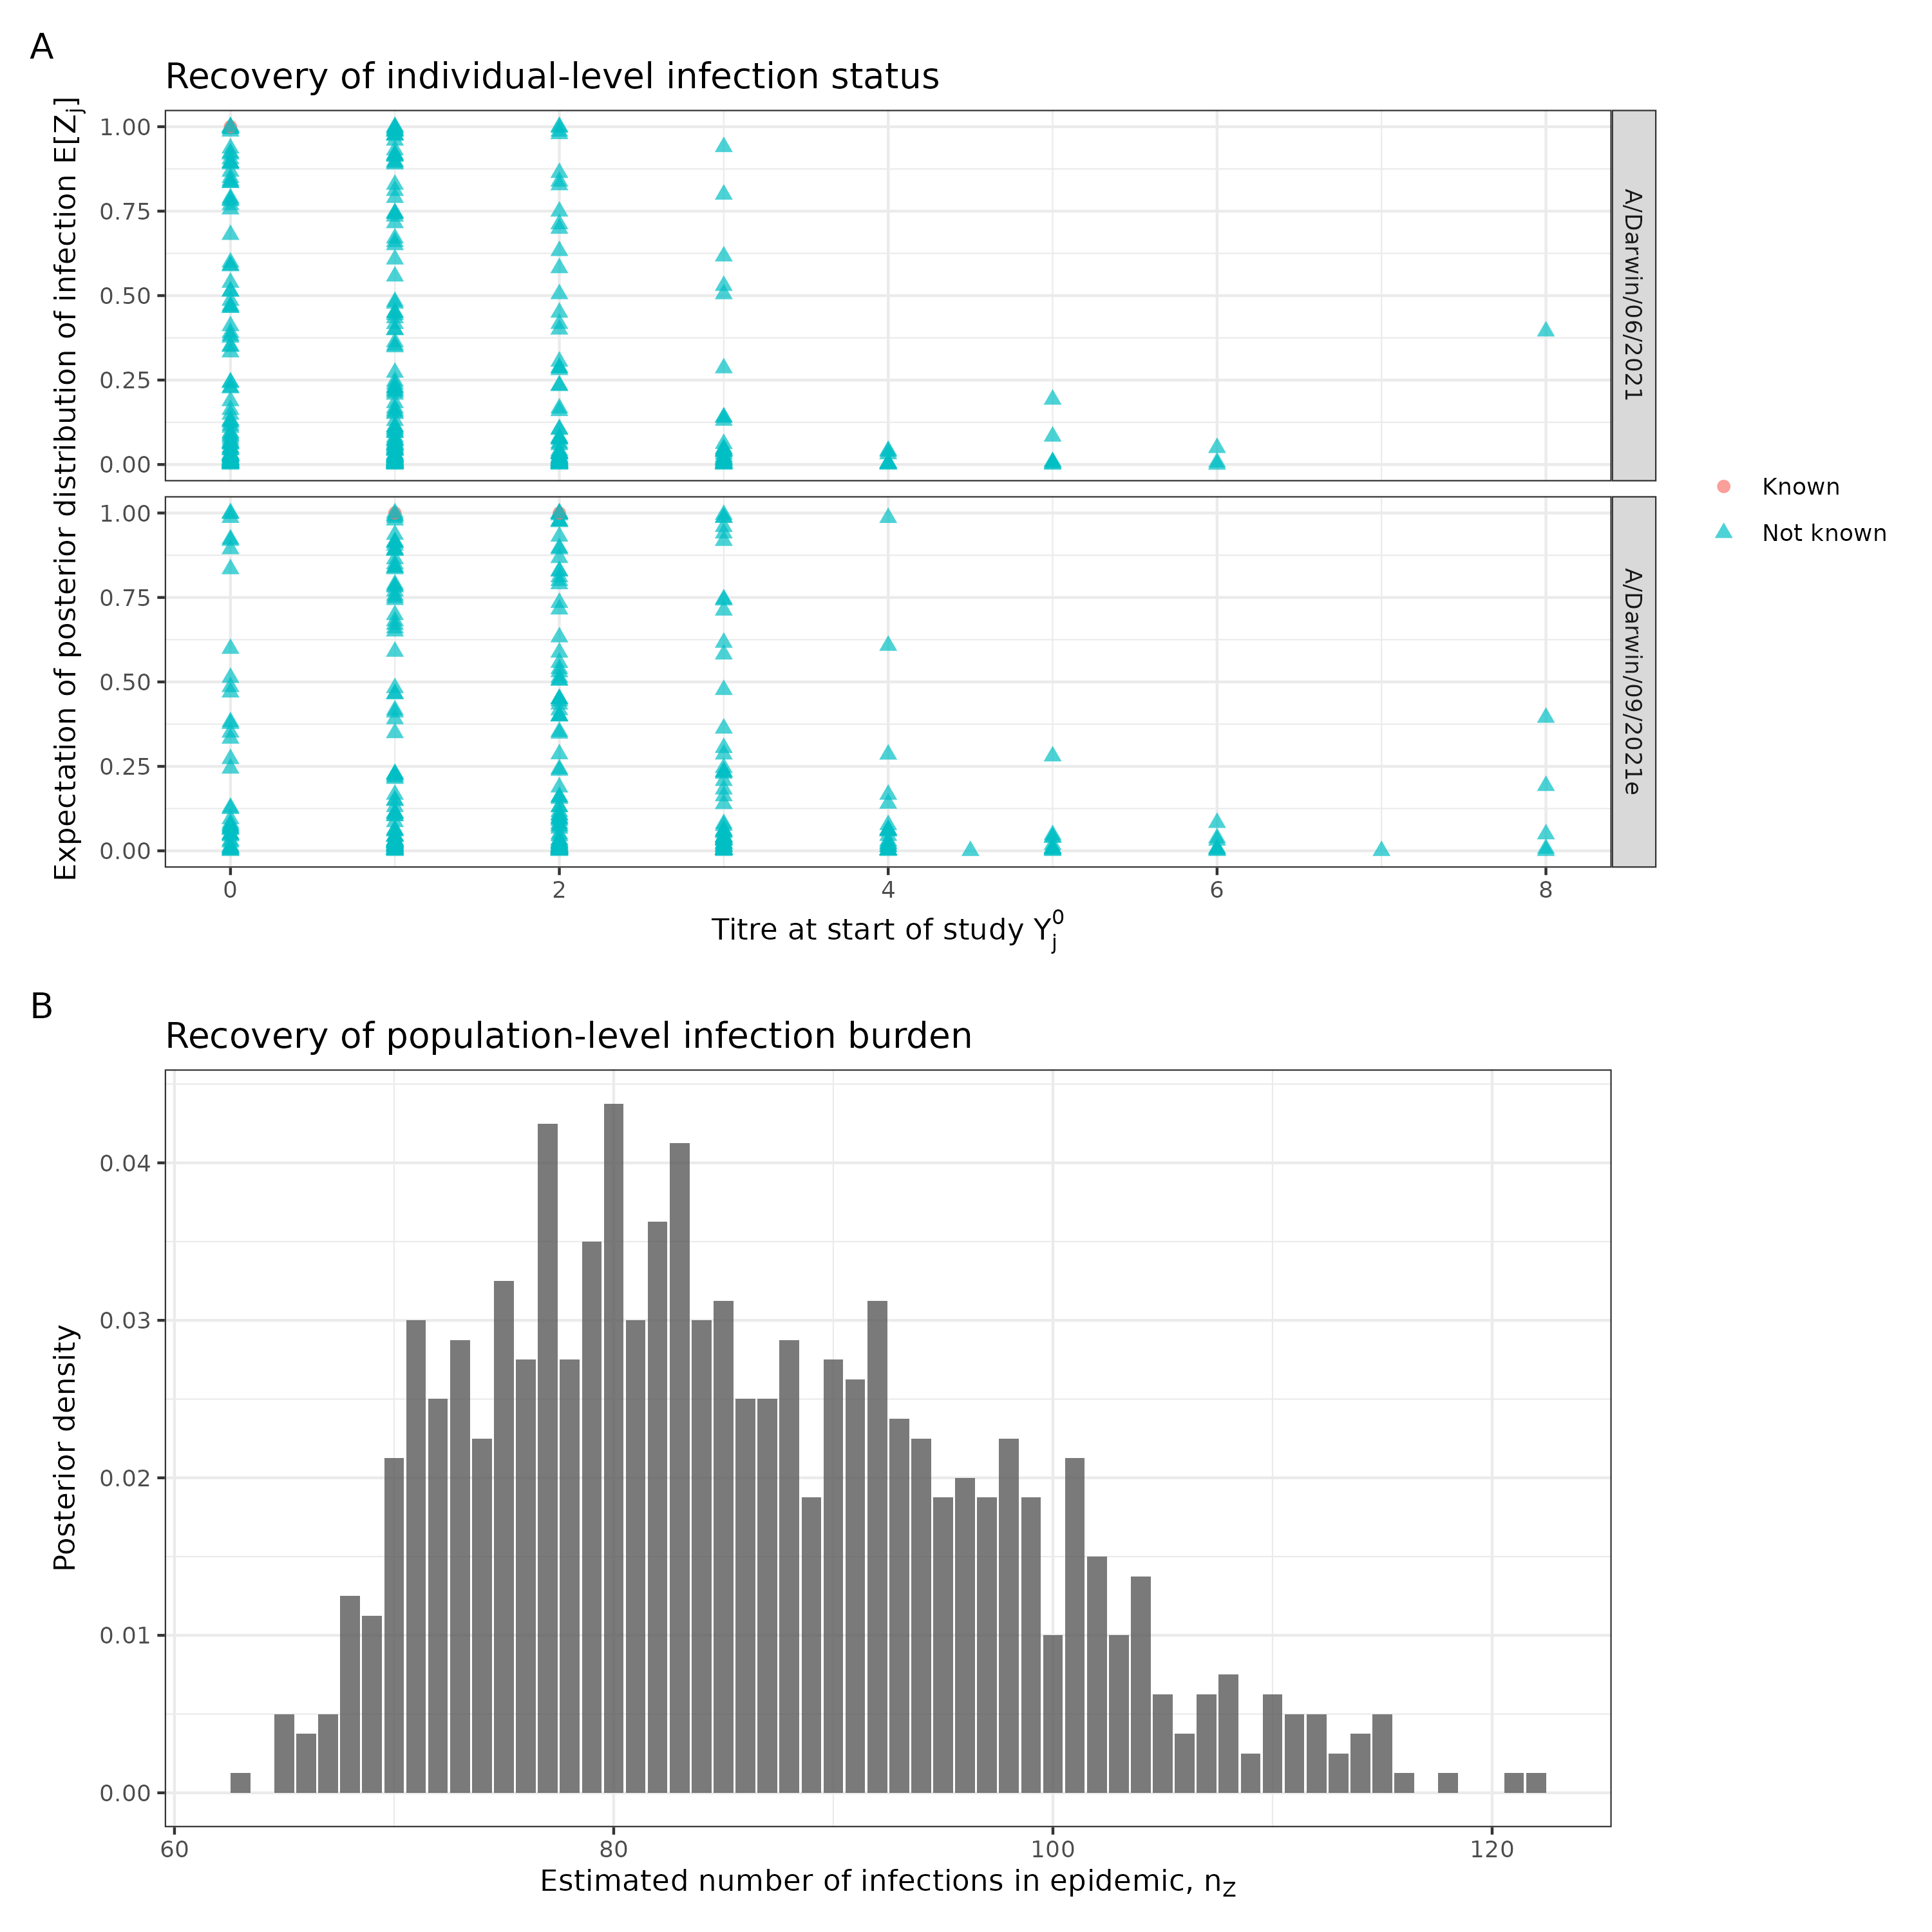 A
Recovery of individual-level infection status
Expectation of posterior distribution of infection E[Zj]
1.00
0.75
0.50
0.25
0.00
A/Darwin/06/2021
1.00
0.75
0.50
0.25
0.00
A/Darwin/09/2021e
0 2 4 6 8
Titre at start of study Yj0
Known
Not known
B
Recovery of population-level infection burden
Posterior density
0.04
0.03
0.02
0.01
0.00
60 80 100 120
Estimated number of infections in epidemic, nZ